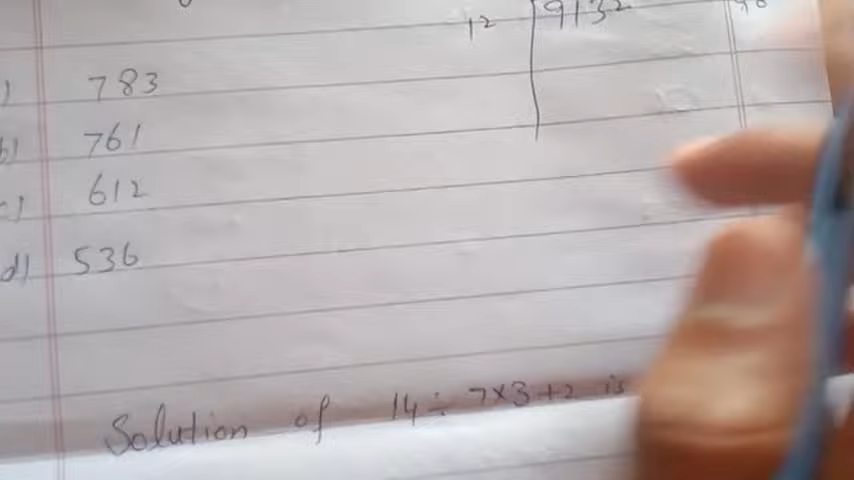 12 9132
783
b) 761
c) 612
d) 536
Solution of 14 ÷ 7×3+2 is